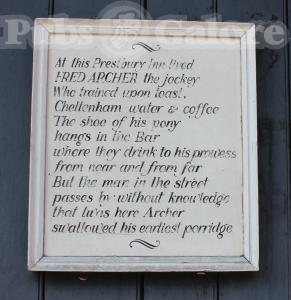 Pubs Galore
At this Prestbury Inn lived
FRED ARCHER the jockey
Who trained upon toast,
Cheltenham water & coffee
The shoe of his pony
hangs in the Bar
where they drink to his prowess
from near and from far
But the man in the street
passes by without knowledge
that twas here Archer
swallowed his earliest porridge